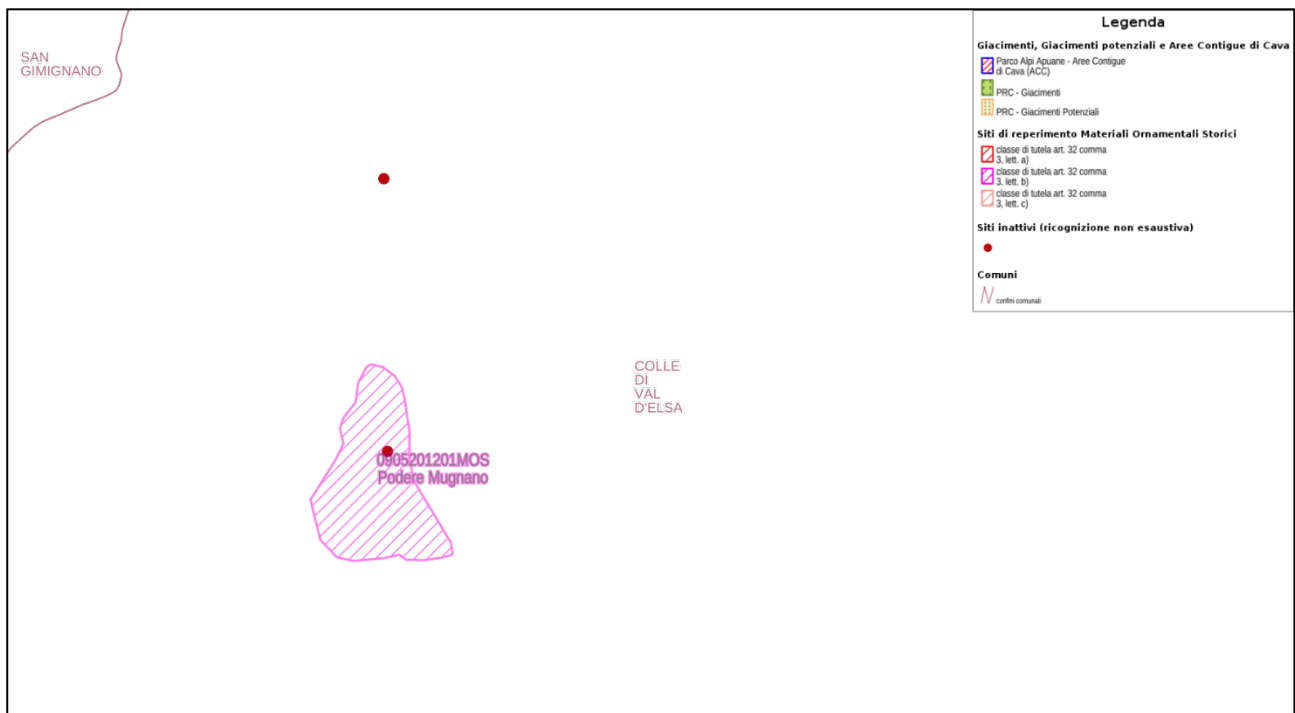 SAN
GIMIGNANO
COLLE
DI
VAL
D'ELSA
0905201201MOS
Podere Mugnano
Legenda
Giacimenti, Giacimenti potenziali e Aree Contigue di Cava
Parco Alpi Apuane - Aree Contigue
di Cava (ACC)
PRC - Giacimenti
PRC - Giacimenti Potenziali
Siti di reperimento Materiali Ornamentali Storici
classe di tutela art. 32 comma
3, lett. a)
classe di tutela art. 32 comma
3, lett. b)
classe di tutela art. 32 comma
3, lett. c)
Siti inattivi (ricognizione non esaustiva)
Comuni
confini comunali